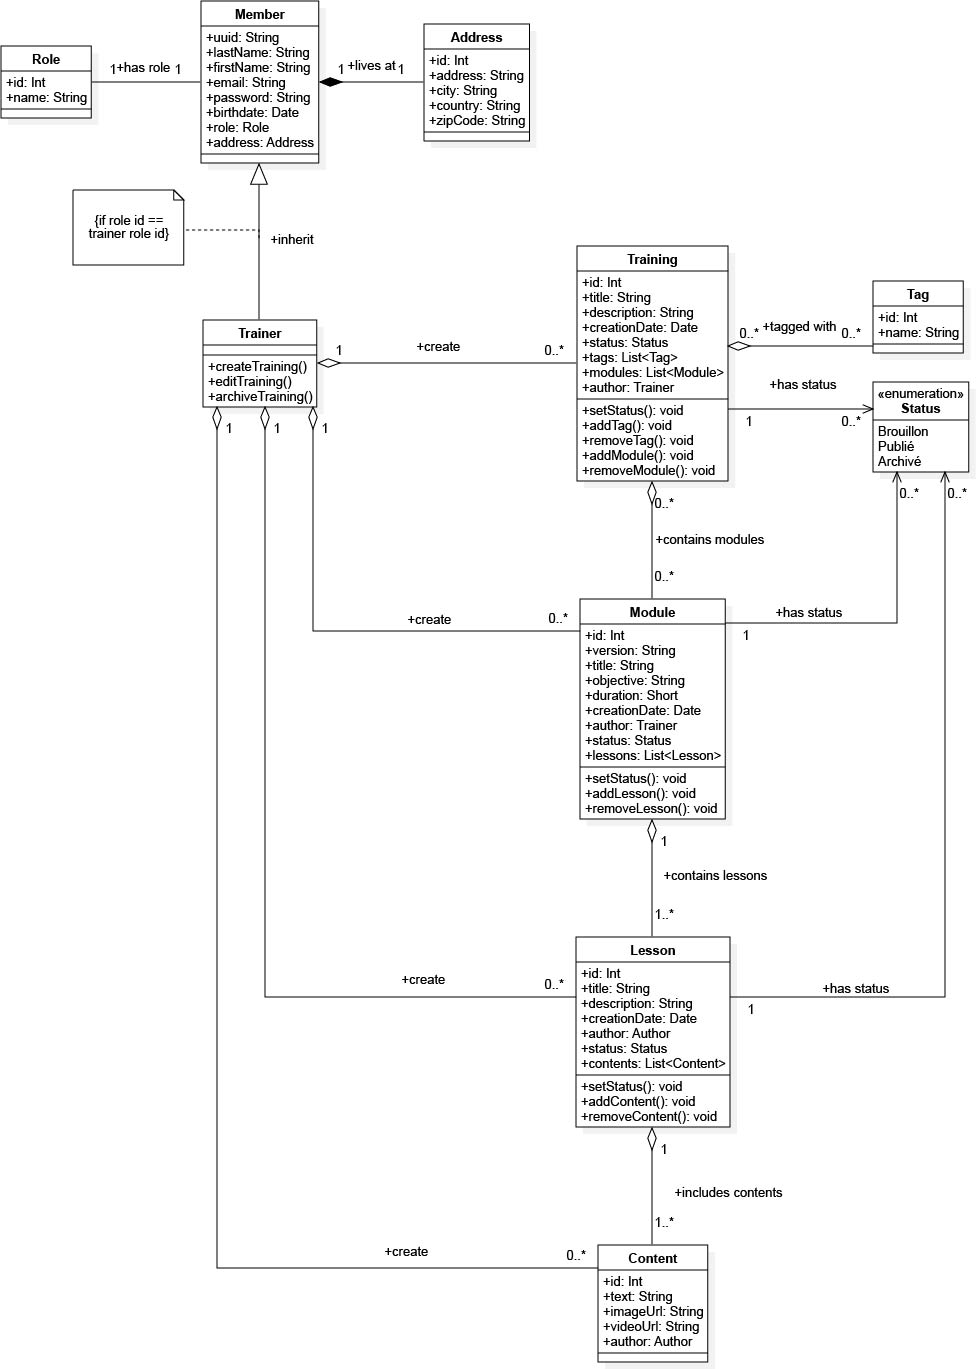 Member
+uuid: String
+lastName: String
+firstName: String
+email: String
+password: String
+birthdate: Date
+role: Role
+address: Address
Role
+id: Int
+name: String
1
+has role
1
1
+lives at
1
Address
+id: Int
+address: String
+city: String
+country: String
+zipCode: String
{if role id ==
trainer role id}
+inherit
Trainer
+createTraining()
+editTraining()
+archiveTraining()
1
+create
0..*
Training
+id: Int
+title: String
+description: String
+creationDate: Date
+status: Status
+tags: List<Tag>
+modules: List<Module>
+author: Trainer
+setStatus(): void
+addTag(): void
+removeTag(): void
+addModule(): void
+removeModule(): void
0..*
+tagged with
0..*
Tag
+id: Int
+name: String
+has status
1
0..*
«enumeration»
Status
Brouillon
Publié
Archivé
0..*
0..*
1
1
1
0..*
+contains modules
0..*
+create
0..*
Module
+id: Int
+version: String
+title: String
+objective: String
+duration: Short
+creationDate: Date
+author: Trainer
+status: Status
+lessons: List<Lesson>
+setStatus(): void
+addLesson(): void
+removeLesson(): void
+has status
1
1
+contains lessons
1..*
+create
0..*
Lesson
+id: Int
+title: String
+description: String
+creationDate: Date
+author: Author
+status: Status
+contents: List<Content>
+setStatus(): void
+addContent(): void
+removeContent(): void
+has status
1
1
+includes contents
1..*
+create
0..*
Content
+id: Int
+text: String
+imageUrl: String
+videoUrl: String
+author: Author